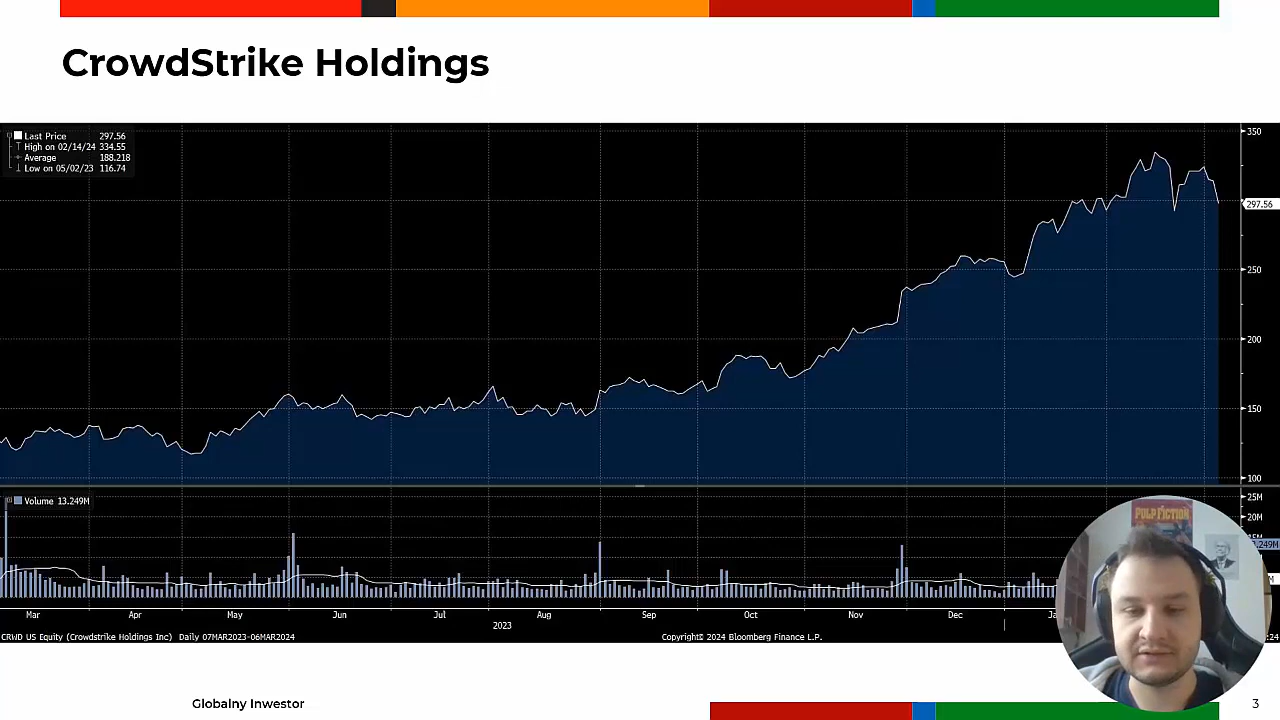 CrowdStrike Holdings
Last Price 297.56
High on 02/14/24 334.55
Average 188.218
Low on 05/02/23 116.74
350
297.56
250
200
150
100
Volume 13.249M
25M
20M
PULP FICTION
.249M
Mar Apr May Jun Jul Aug Sep Oct Nov Dec
2023
CRWD US Equity (Crowdstrike Holdings Inc) Daily 07MAR2023-06MAR2024 Copyright© 2024 Bloomberg Finance L.P.
Globalny Inwestor
3